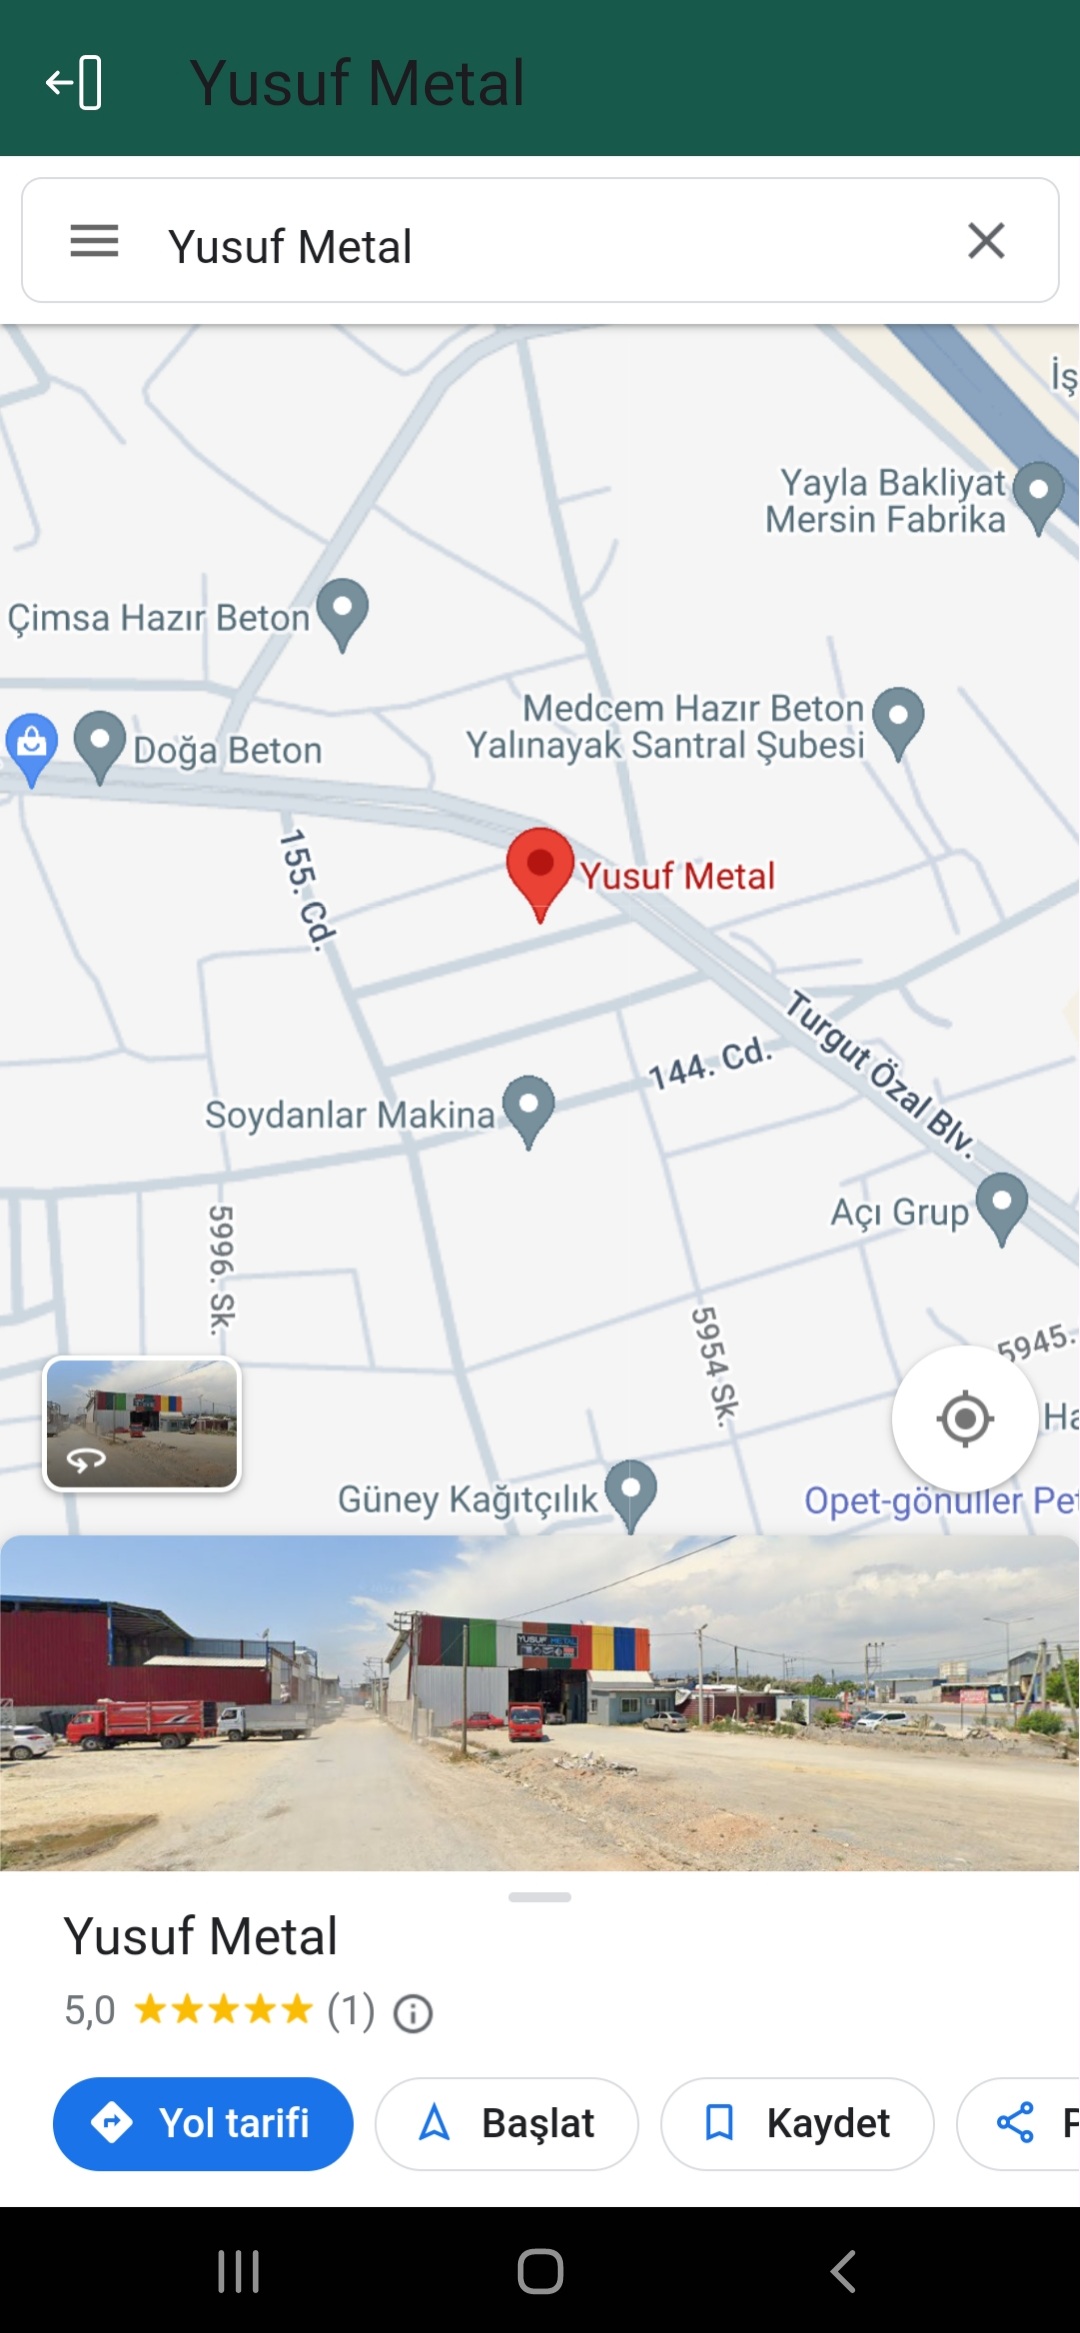 Yusuf Metal
Yusuf Metal
Yayla Bakliyat
Mersin Fabrika
Çimsa Hazır Beton
Medcem Hazır Beton
Yalınayak Santral Şubesi
Doğa Beton
155. Cd.
Yusuf Metal
Turgut Özal Blv.
144. Cd.
Soydanlar Makina
Açı Grup
5996. Sk.
5954 Sk.
5945.
Güney Kağıtçılık
Opet-gönüller
YUSUF METAL
Yusuf Metal
5,0 (1)
Yol tarifi
Başlat
Kaydet